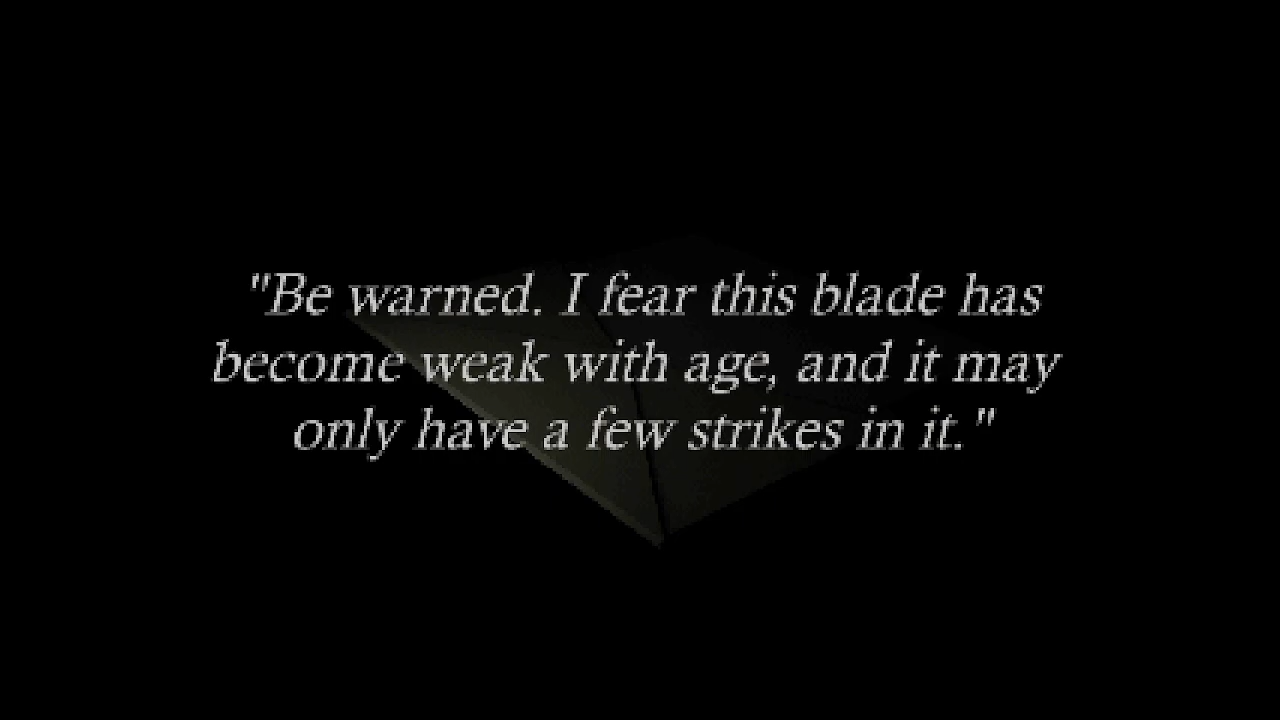 "Be warned. I fear this blade has
become weak with age, and it may
only have a few strikes in it."